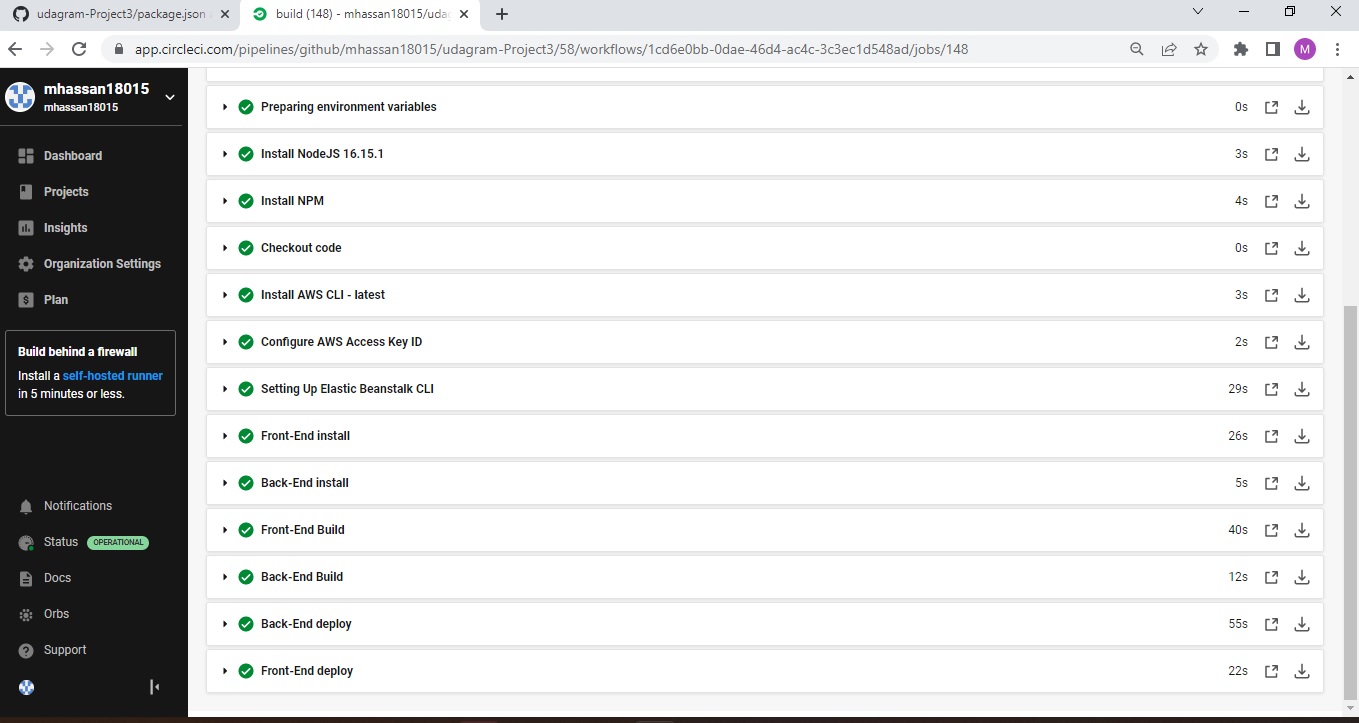 udagram-Project3/package.json
build (148) - mhassan18015/uda
app.circleci.com/pipelines/github/mhassan18015/udagram-Project3/58/workflows/1cd6e0bb-0dae-46d4-ac4c-3c3ec1d548ad/jobs/148
M
mhassan18015
mhassan18015
Dashboard
Projects
Insights
Organization Settings
Plan
Build behind a firewall
Install a self-hosted runner
in 5 minutes or less.
Notifications
Status OPERATIONAL
Docs
Orbs
Support
Preparing environment variables 0s
Install NodeJS 16.15.1 3s
Install NPM 4s
Checkout code 0s
Install AWS CLI - latest 3s
Configure AWS Access Key ID 2s
Setting Up Elastic Beanstalk CLI 29s
Front-End install 26s
Back-End install 5s
Front-End Build 40s
Back-End Build 12s
Back-End deploy 55s
Front-End deploy 22s